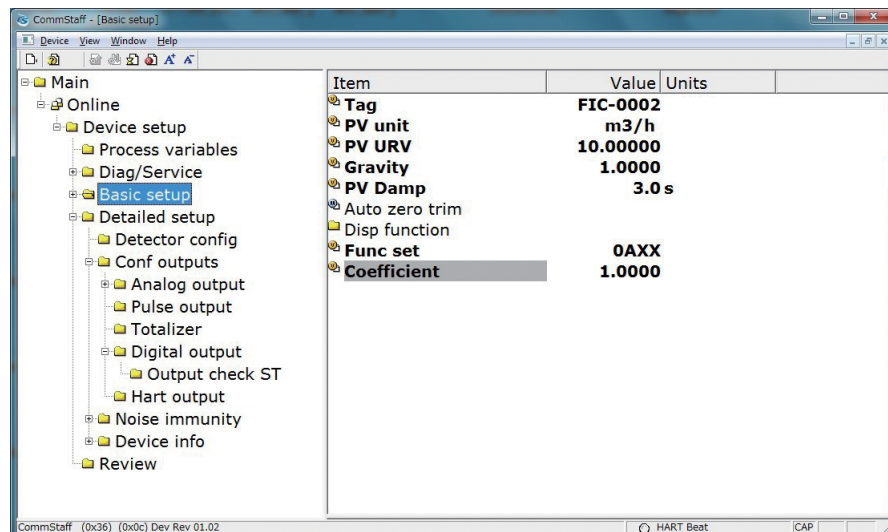 CommStaff - [Basic setup]
Device View Window Help
Main
Online
Device setup
Process variables
Diag/Service
Basic setup
Detailed setup
Detector config
Conf outputs
Analog output
Pulse output
Totalizer
Digital output
Output check ST
Hart output
Noise immunity
Device info
Review
Item Value Units
Tag FIC-0002
PV unit m3/h
PV URV 10.00000
Gravity 1.0000
PV Damp 3.0 s
Auto zero trim
Disp function
Func set 0AXX
Coefficient 1.0000
CommStaff (0x36) (0x0c) Dev Rev 01.02 HART Beat CAP